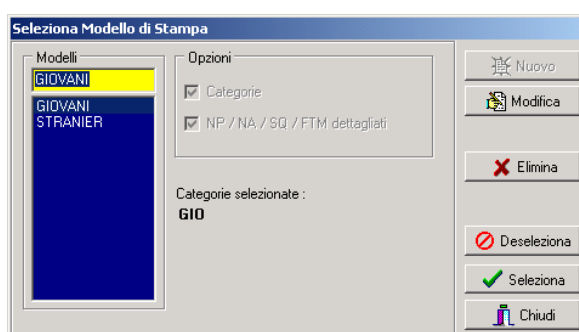 Seleziona Modello di Stampa
Modelli
GIOVANI
GIOVANI
STRANIER
Opzioni
Categorie
NP / NA / SQ / FTM dettagliati
Categorie selezionate :
GIO
Nuovo
Modifica
Elimina
Deseleziona
Seleziona
Chiudi